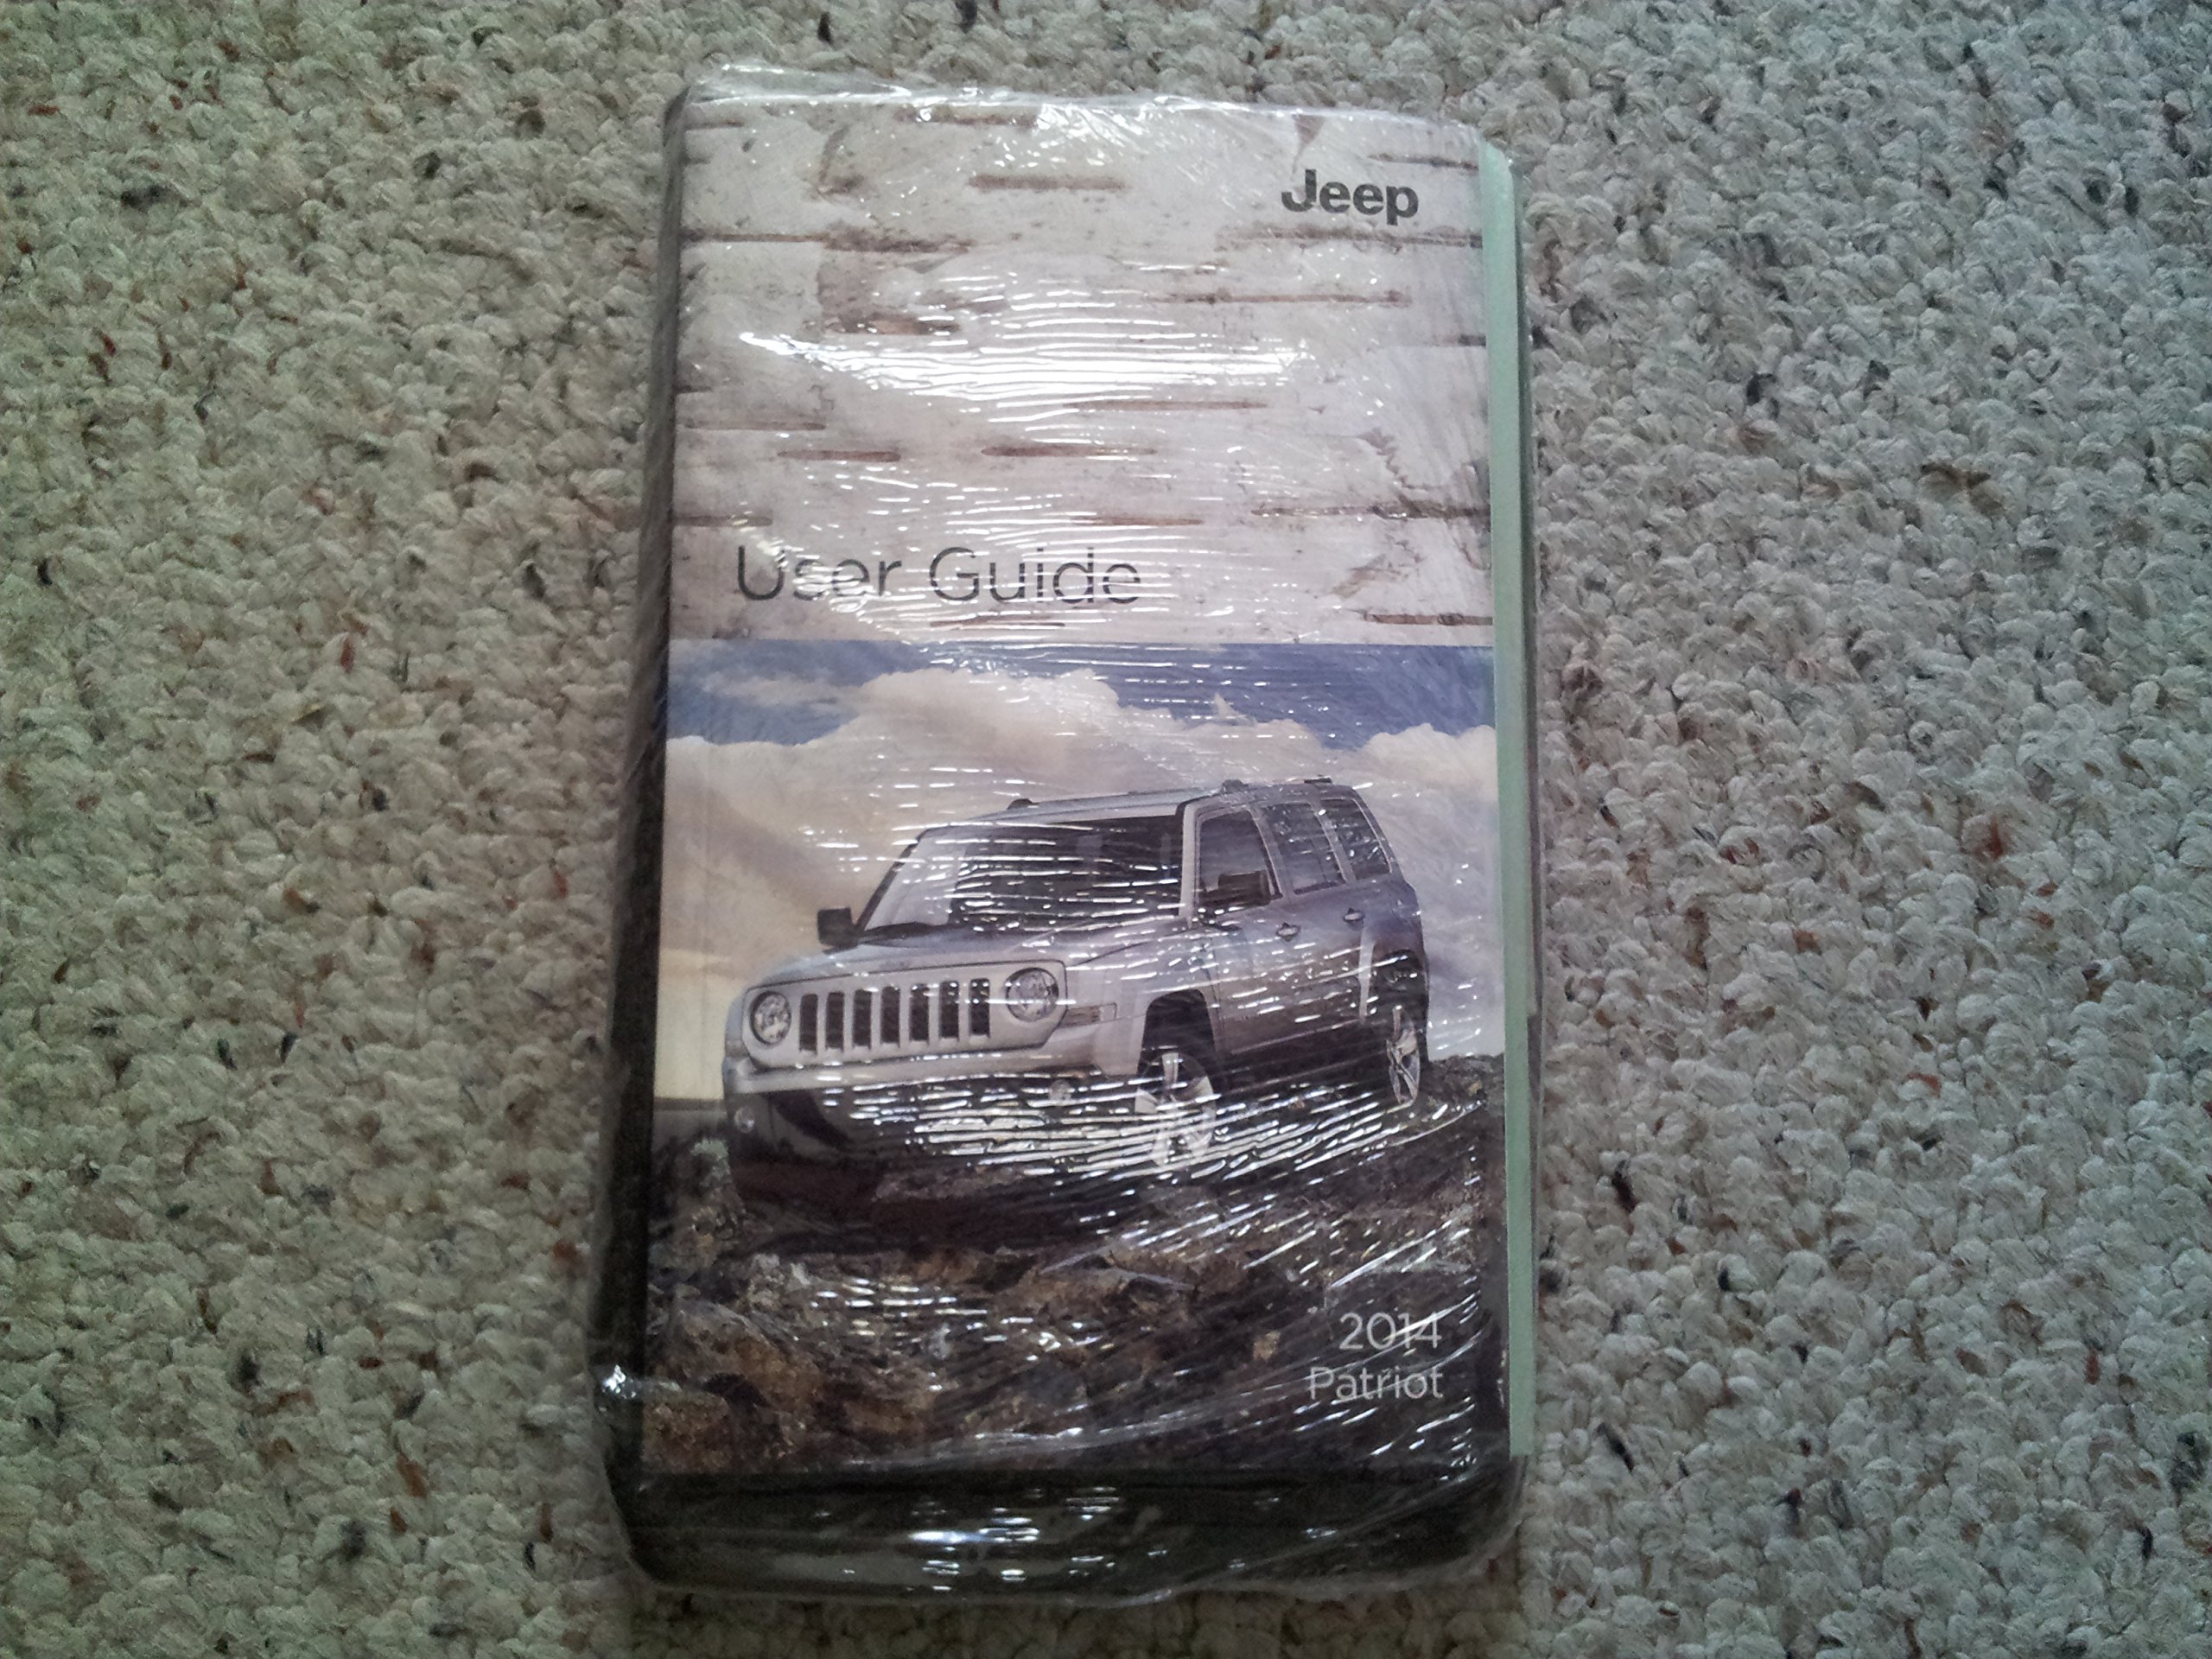 Jeep
User Guide
2014
Patriot